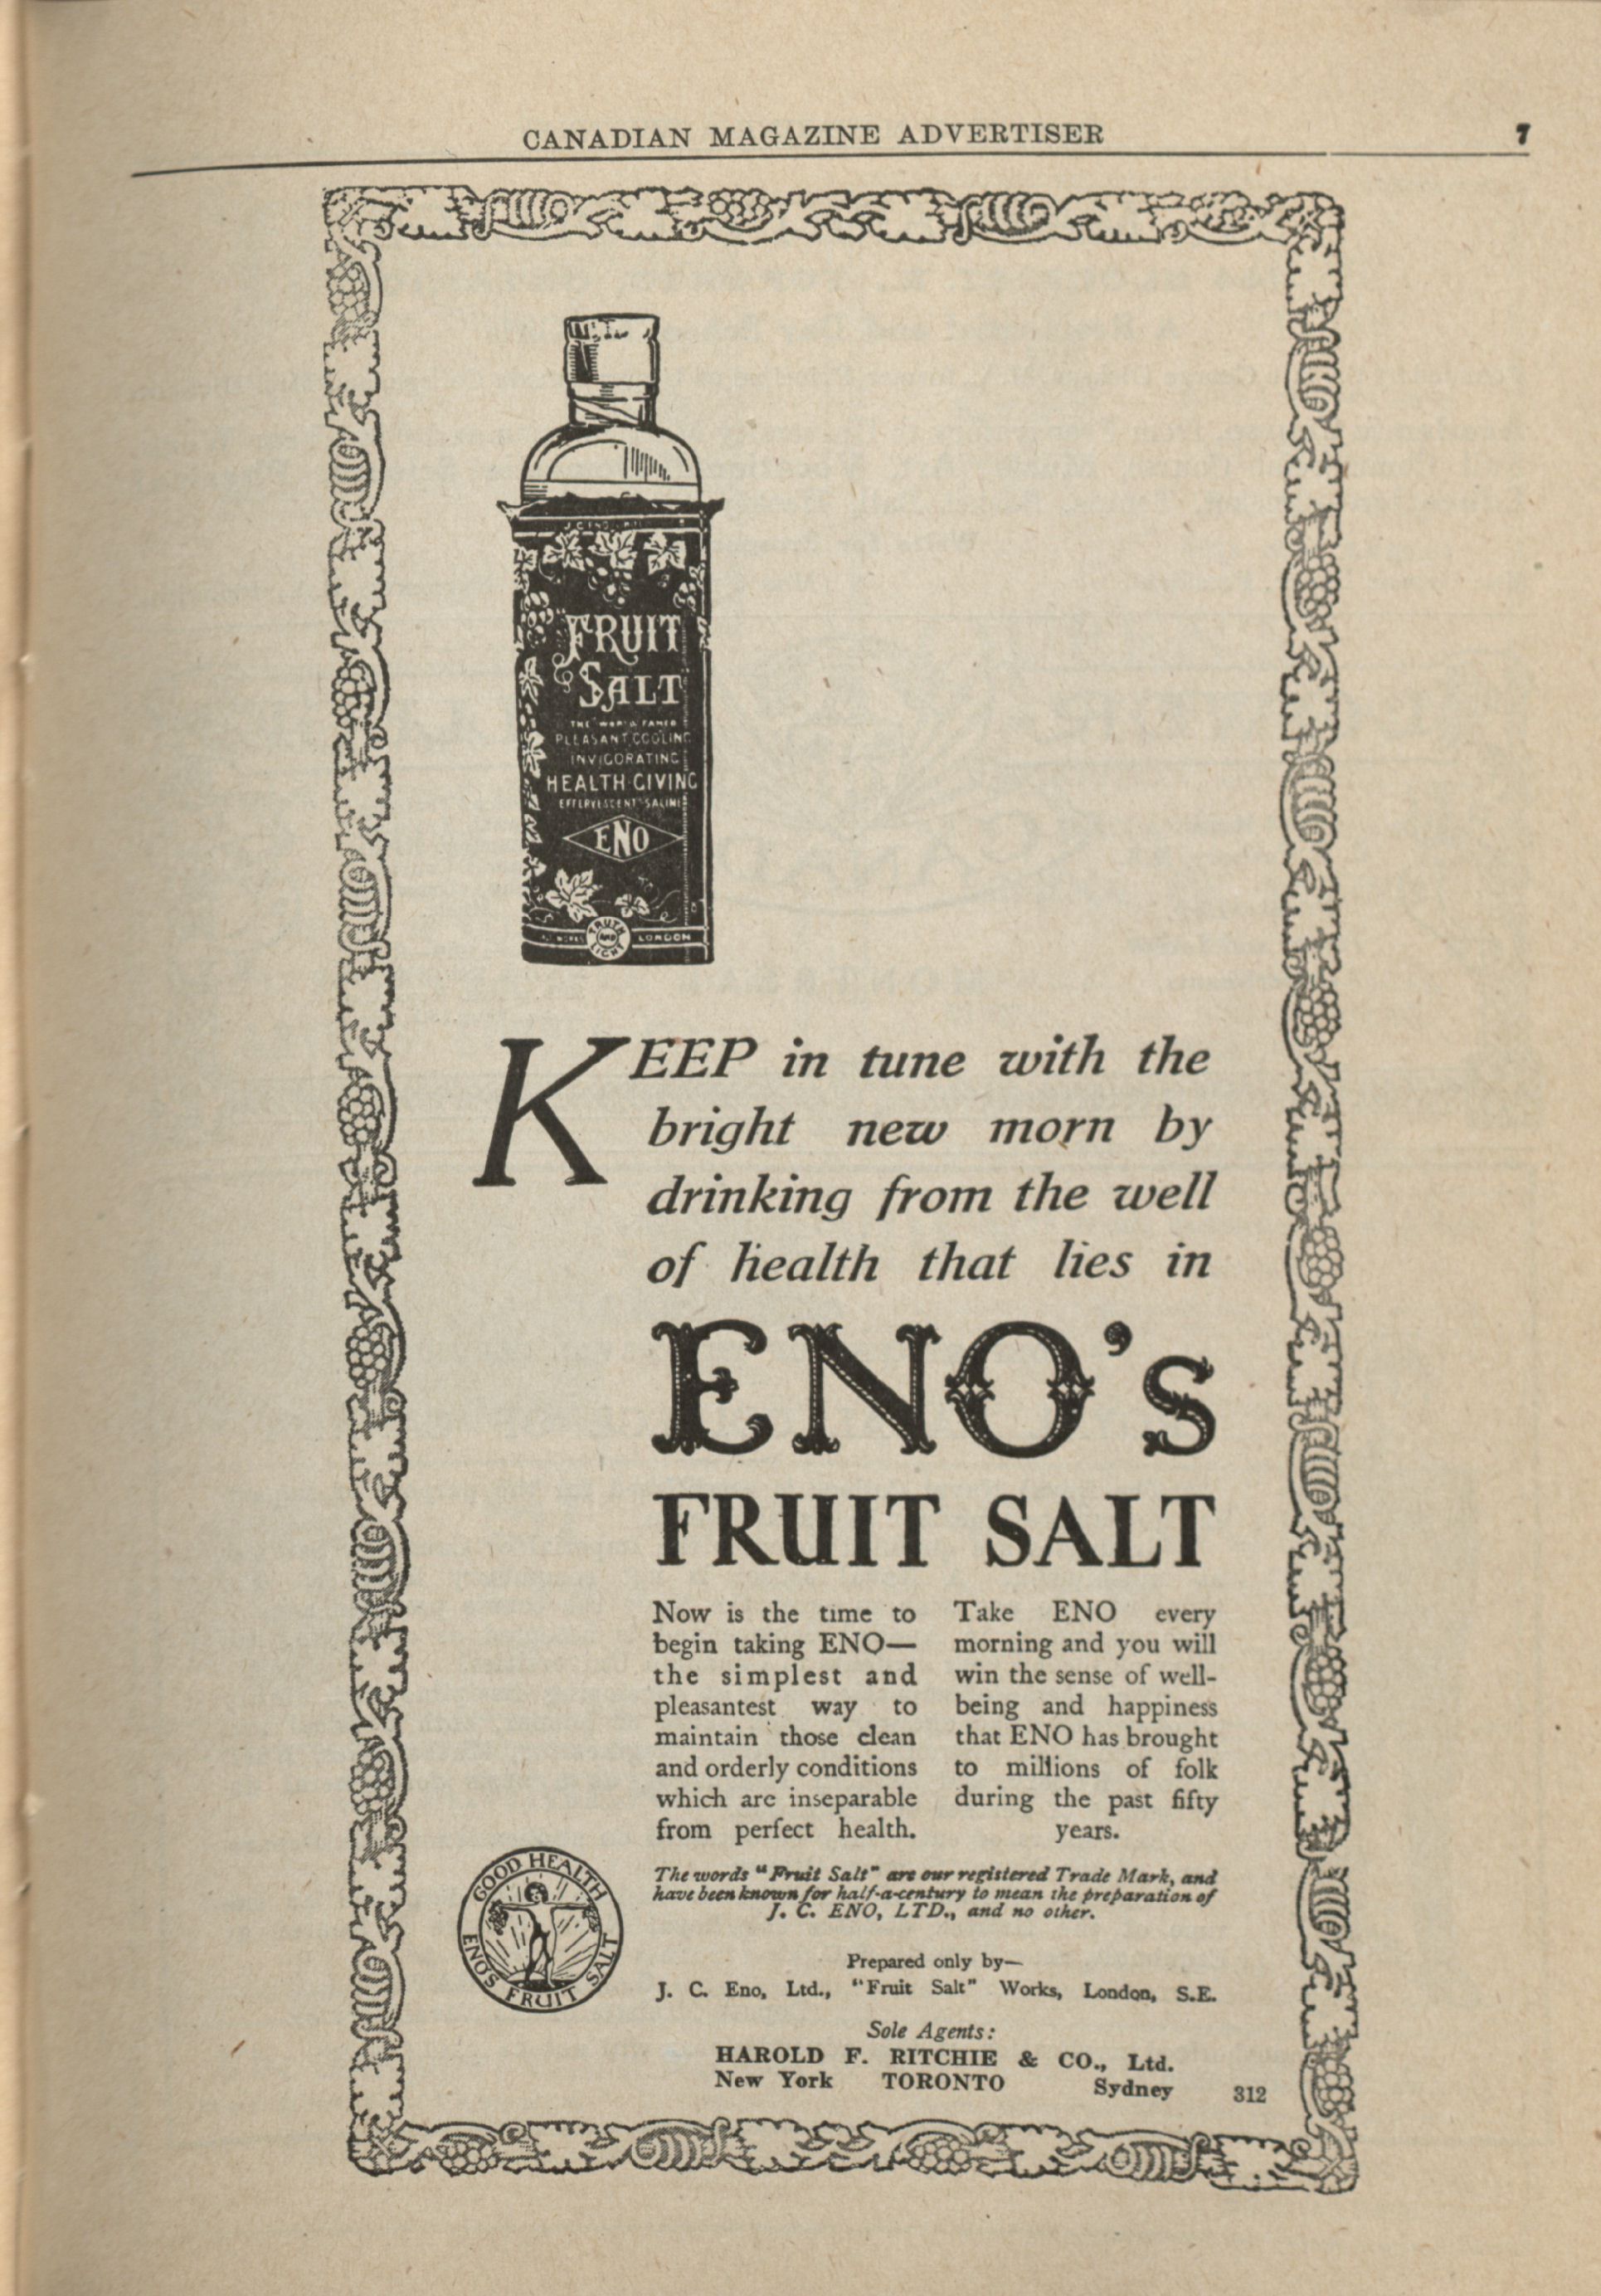 CANADIAN MAGAZINE ADVERTISER 7
FRUIT
SALT
THE FAMED
PLEASANT COOLING
INVIGORATING
HEALTH-GIVING
EFFERVESCENT SALINE
ENO
TRUTH
AND
LIGHT
LONDON
KEEP in tune with the
bright new morn by
drinking from the well
of health that lies in
ENO's
FRUIT SALT
Now is the time to
begin taking ENO—
the simplest and
pleasantest way to
maintain those clean
and orderly conditions
which are inseparable
from perfect health.
Take ENO every
morning and you will
win the sense of well-
being and happiness
that ENO has brought
to millions of folk
during the past fifty
years.
GOOD HEALTH
ENO'S FRUIT SALT
The words "Fruit Salt" are our registered Trade Mark, and
have been known for half-a-century to mean the preparation of
J. C. ENO, LTD., and no other.
Prepared only by—
J. C. Eno, Ltd., "Fruit Salt" Works, London, S.E.
Sole Agents:
HAROLD F. RITCHIE & CO., Ltd.
New York TORONTO Sydney 312